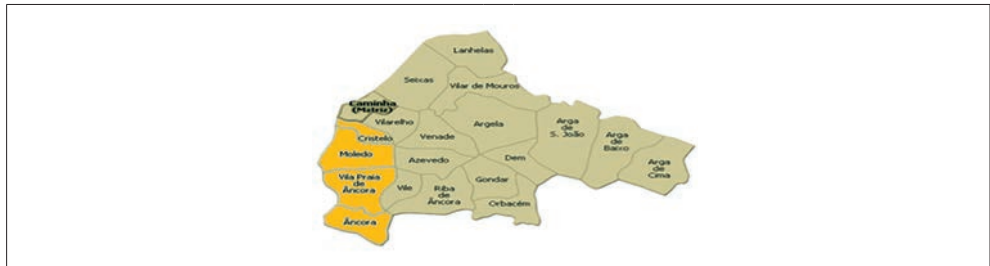 Lanhelas
Seixas
Vilar de Mouros
Caminha
(Matriz)
Vilarelho
Cristelo
Venade
Argela
Arga
de
S. João
Arga
de
Baixo
Arga
de
Cima
Moledo
Azevedo
Dem
Vila Praia
de
Âncora
Vile
Riba
de
Âncora
Gondar
Orbacém
Âncora